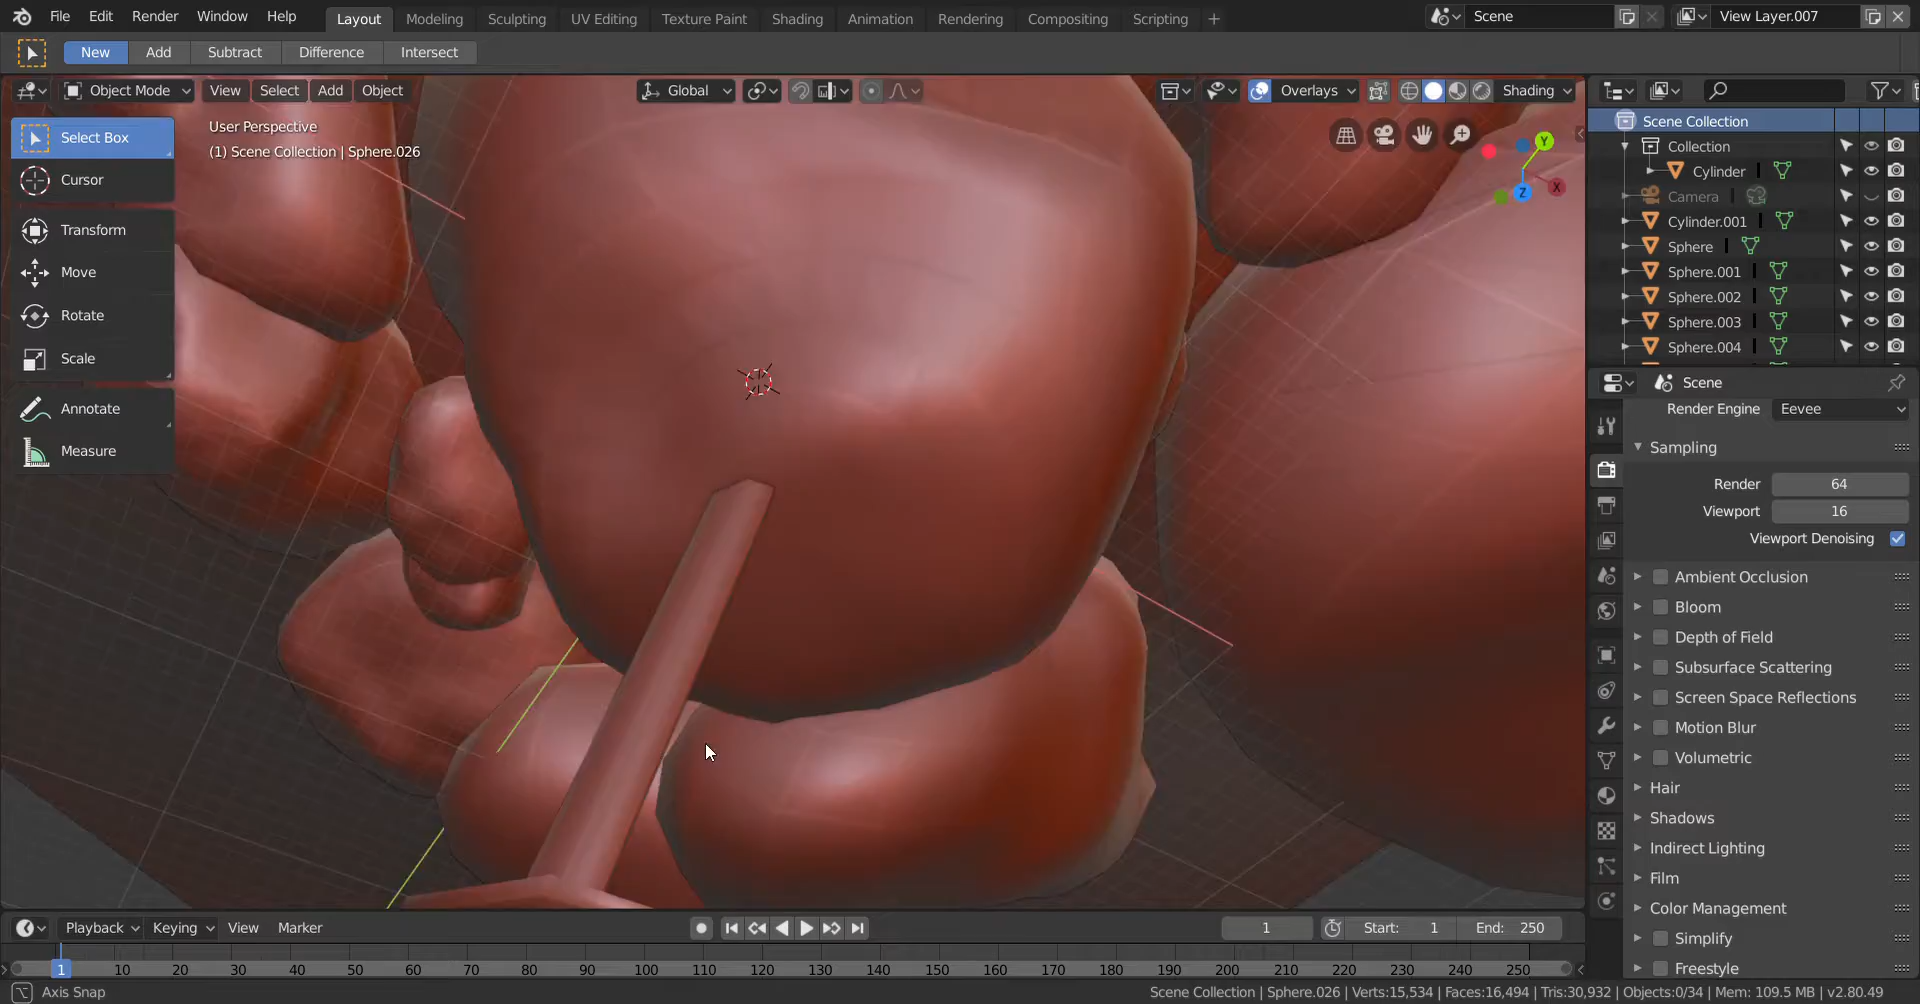 File Edit Render Window Help Layout Modeling Sculpting UV Editing Texture Paint Shading Animation Rendering Compositing Scripting + Scene View Layer.007
New Add Subtract Difference Intersect
Object Mode View Select Add Object Global Overlays Shading
Select Box
Cursor
Transform
Move
Rotate
Scale
Annotate
Measure
User Perspective
(1) Scene Collection | Sphere.026
Y
X
Z
Scene Collection
Collection
Cylinder
Camera
Cylinder.001
Sphere
Sphere.001
Sphere.002
Sphere.003
Sphere.004
Scene
Render Engine Eevee
Sampling
Render 64
Viewport 16
Viewport Denoising
Ambient Occlusion
Bloom
Depth of Field
Subsurface Scattering
Screen Space Reflections
Motion Blur
Volumetric
Hair
Shadows
Indirect Lighting
Film
Color Management
Simplify
Freestyle
Playback Keying View Marker 1 Start: 1 End: 250
1 10 20 30 40 50 60 70 80 90 100 110 120 130 140 150 160 170 180 190 200 210 220 230 240 250
Axis Snap Scene Collection | Sphere.026 | Verts:15,534 | Faces:16,494 | Tris:30,932 | Objects:0/34 | Mem: 109.5 MB | v2.80.49